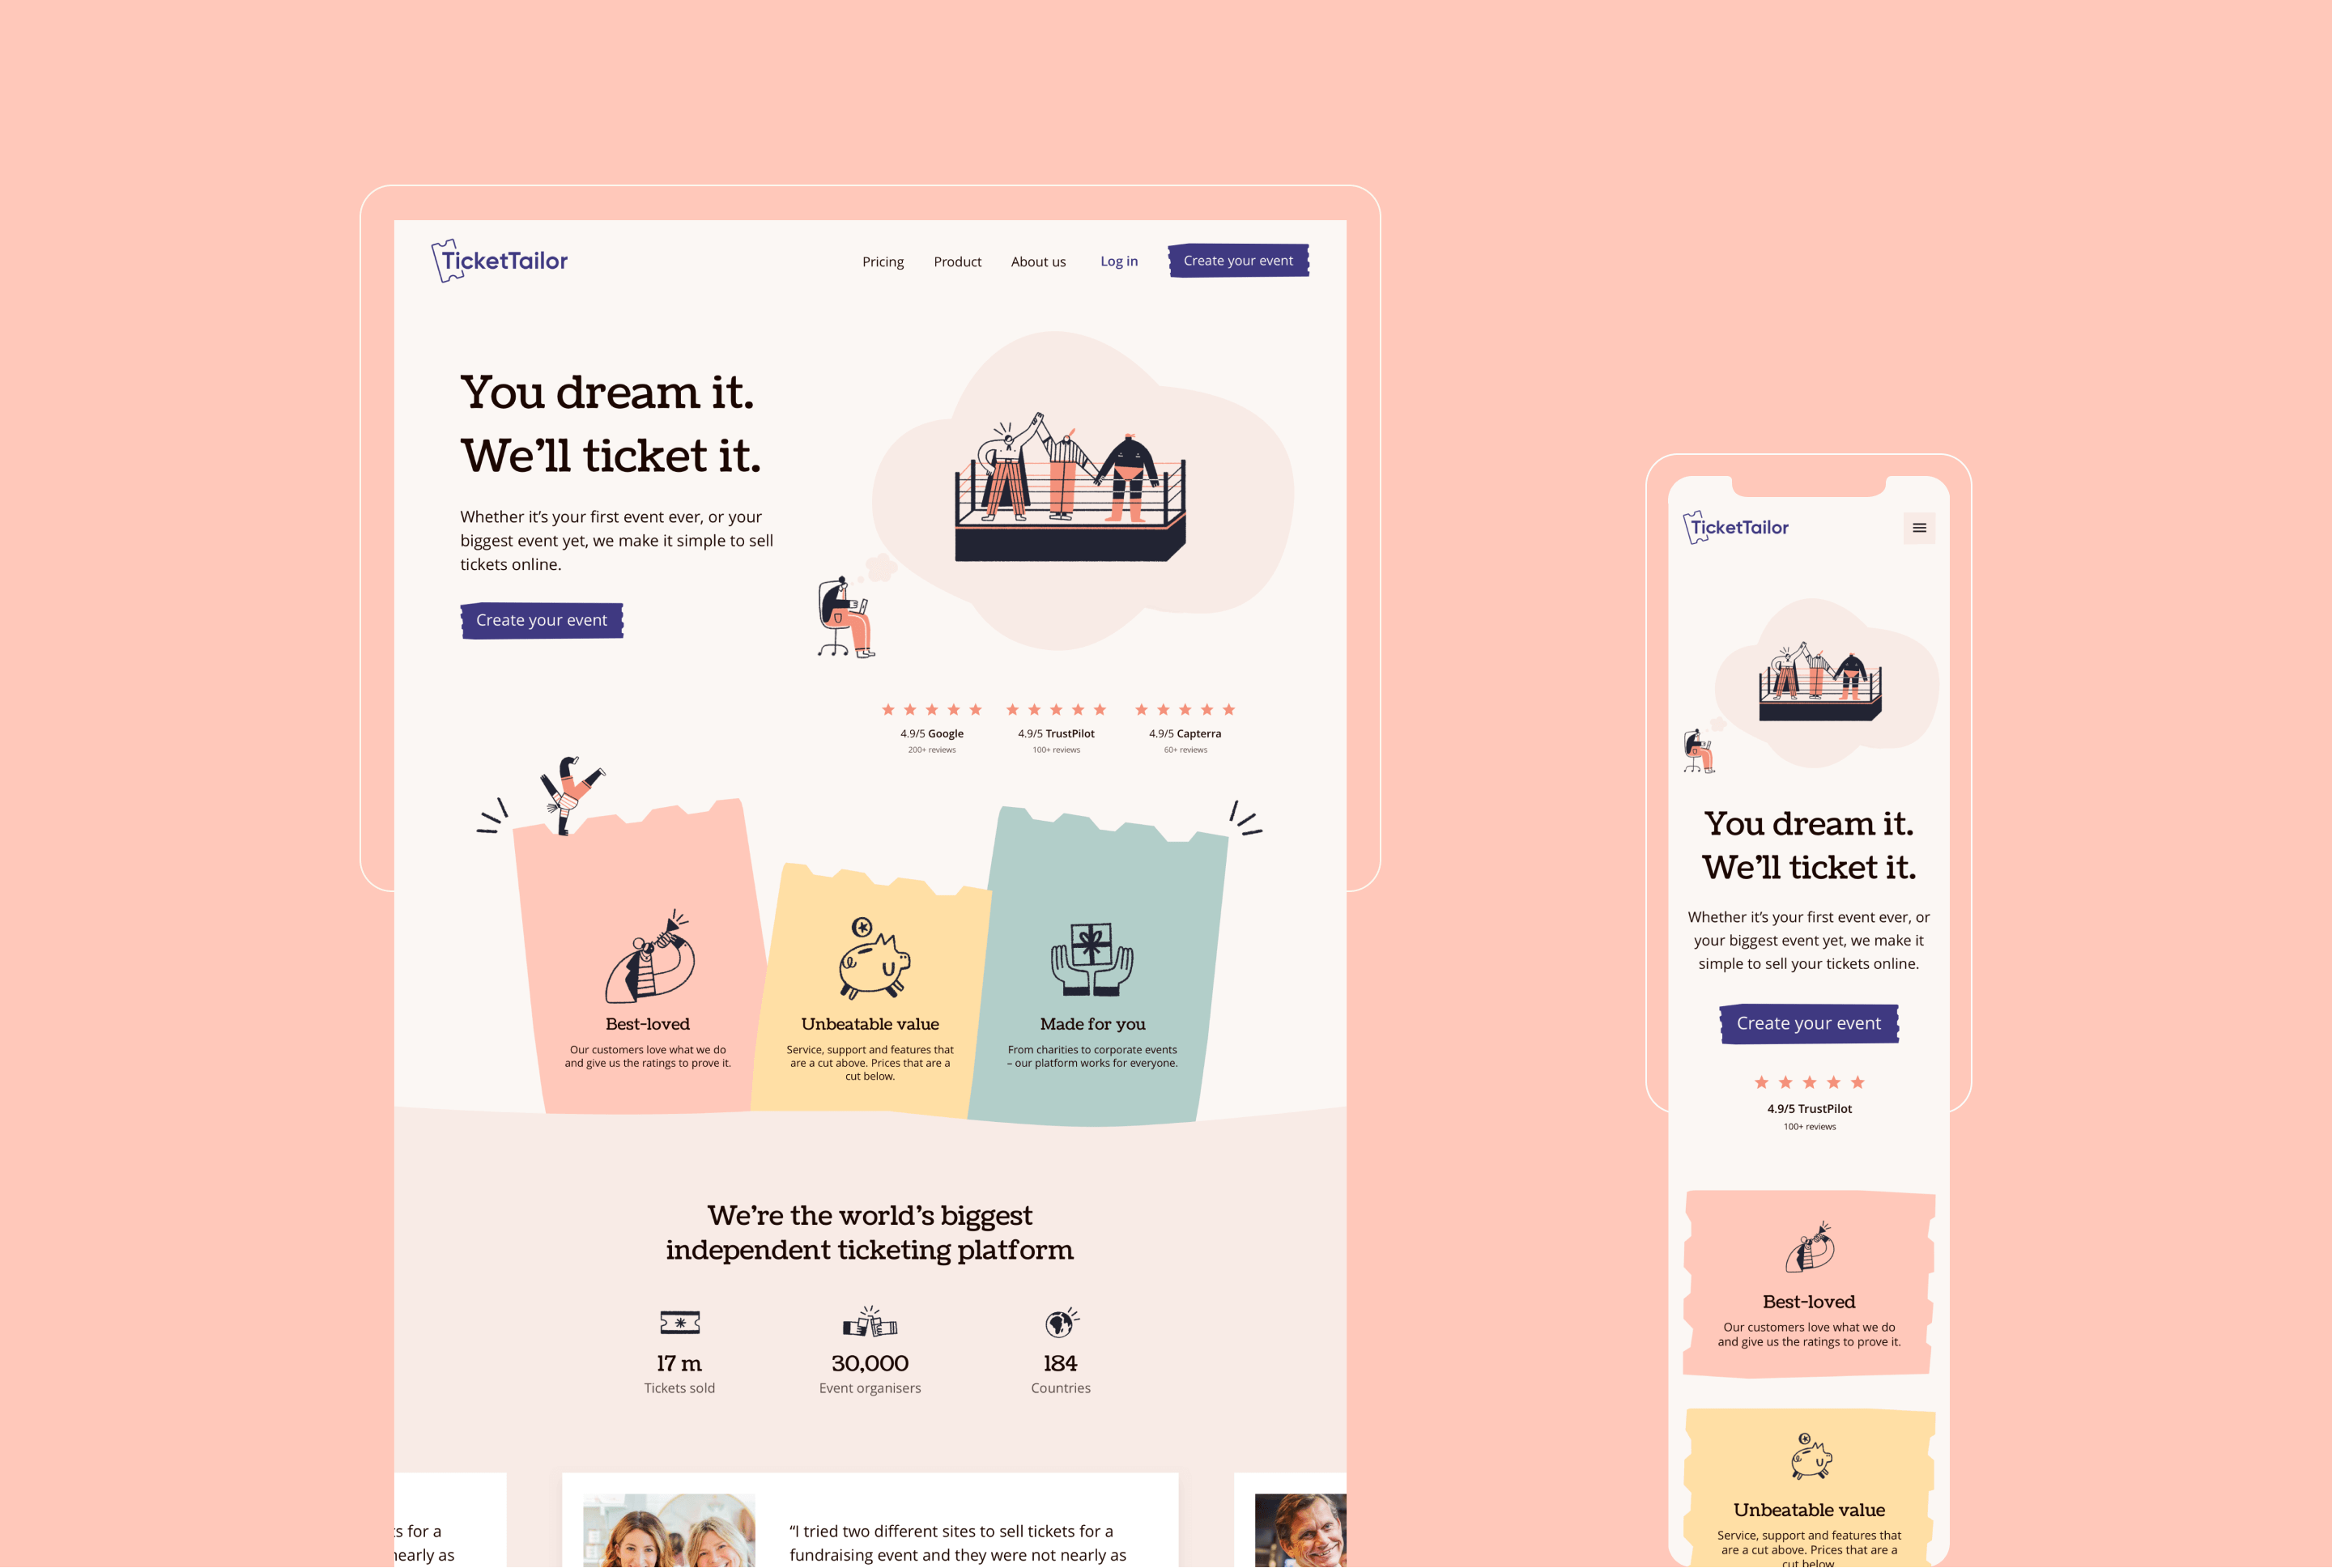 TicketTailor
Pricing
Product
About us
Log in
Create your event
You dream it.
We’ll ticket it.
Whether it’s your first event ever, or your
biggest event yet, we make it simple to sell
tickets online.
Create your event
4.9/5 Google
200+ reviews
4.9/5 TrustPilot
100+ reviews
4.9/5 Capterra
60+ reviews
Best-loved
Our customers love what we do
and give us the ratings to prove it.
Unbeatable value
Service, support and features that
are a cut above. Prices that are a
cut below.
Made for you
From charities to corporate events
– our platform works for everyone.
We’re the world’s biggest
independent ticketing platform
17 m
Tickets sold
30,000
Event organisers
184
Countries
for a
nearly as
“I tried two different sites to sell tickets for a
fundraising event and they were not nearly as
TicketTailor
You dream it.
We’ll ticket it.
Whether it’s your first event ever, or
your biggest event yet, we make it
simple to sell your tickets online.
Create your event
4.9/5 TrustPilot
100+ reviews
Best-loved
Our customers love what we do
and give us the ratings to prove it.
Unbeatable value
Service, support and features that
are a cut above. Prices that are a
cut below.